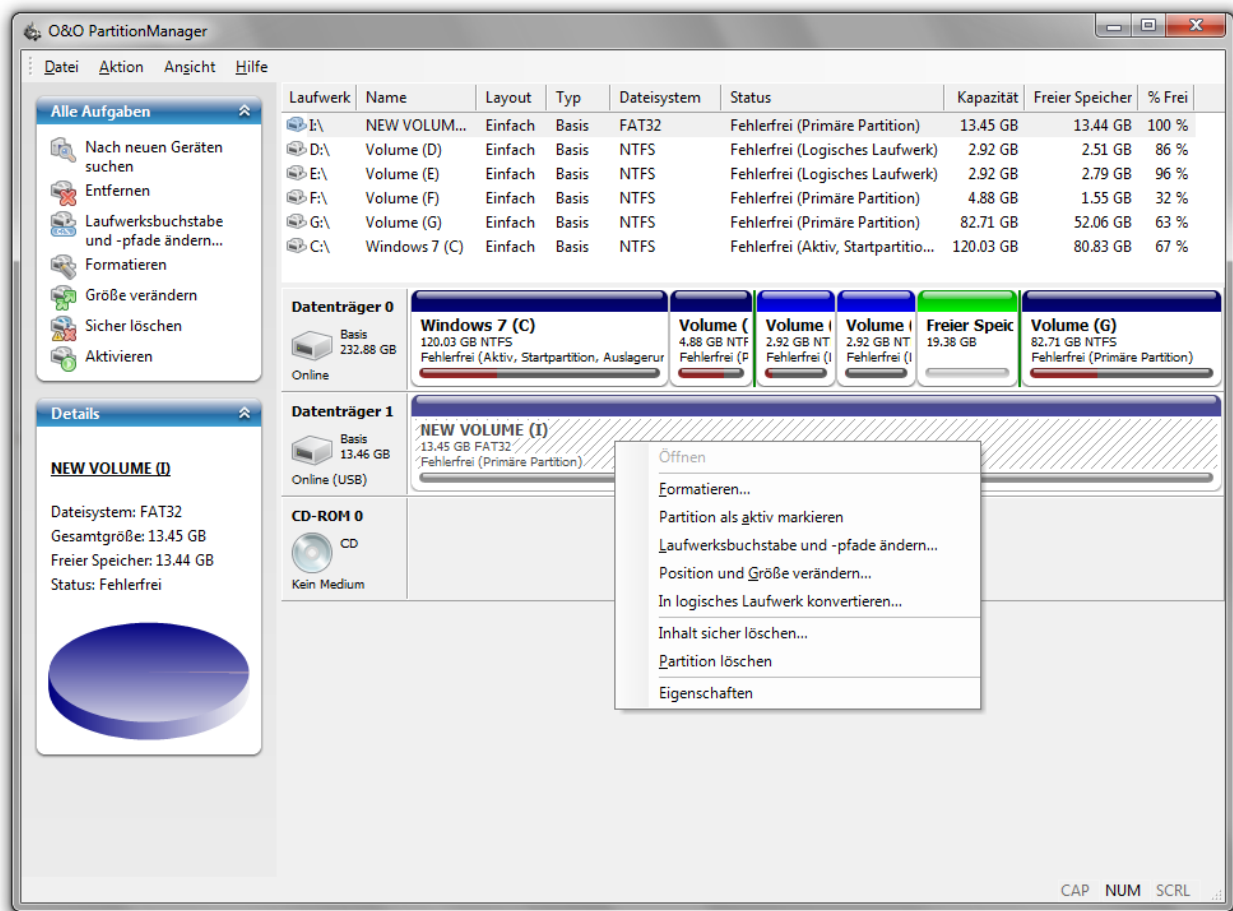 O&O PartitionManager
Datei Aktion Ansicht Hilfe
Alle Aufgaben
Nach neuen Geräten
suchen
Entfernen
Laufwerksbuchstabe
und -pfade ändern...
Formatieren
Größe verändern
Sicher löschen
Aktivieren
Details
NEW VOLUME (I)
Dateisystem: FAT32
Gesamtgröße: 13.45 GB
Freier Speicher: 13.44 GB
Status: Fehlerfrei
Laufwerk Name Layout Typ Dateisystem Status Kapazität Freier Speicher % Frei
I:\ NEW VOLUM... Einfach Basis FAT32 Fehlerfrei (Primäre Partition) 13.45 GB 13.44 GB 100 %
D:\ Volume (D) Einfach Basis NTFS Fehlerfrei (Logisches Laufwerk) 2.92 GB 2.51 GB 86 %
E:\ Volume (E) Einfach Basis NTFS Fehlerfrei (Logisches Laufwerk) 2.92 GB 2.79 GB 96 %
F:\ Volume (F) Einfach Basis NTFS Fehlerfrei (Primäre Partition) 4.88 GB 1.55 GB 32 %
G:\ Volume (G) Einfach Basis NTFS Fehlerfrei (Primäre Partition) 82.71 GB 52.06 GB 63 %
C:\ Windows 7 (C) Einfach Basis NTFS Fehlerfrei (Aktiv, Startpartitio... 120.03 GB 80.83 GB 67 %
Datenträger 0
Basis
232.88 GB
Online
Windows 7 (C)
120.03 GB NTFS
Fehlerfrei (Aktiv, Startpartition, Auslagerur
Volume (
4.88 GB NTF
Fehlerfrei (P
Volume (
2.92 GB NT
Fehlerfrei (l
Volume (
2.92 GB NT
Fehlerfrei (l
Freier Speic
19.38 GB
Volume (G)
82.71 GB NTFS
Fehlerfrei (Primäre Partition)
Datenträger 1
Basis
13.46 GB
Online (USB)
NEW VOLUME (I)
13.45 GB FAT32
Fehlerfrei (Primäre Partition)
CD-ROM 0
CD
Kein Medium
Öffnen
Formatieren...
Partition als aktiv markieren
Laufwerksbuchstabe und -pfade ändern...
Position und Größe verändern...
In logisches Laufwerk konvertieren...
Inhalt sicher löschen...
Partition löschen
Eigenschaften
CAP NUM SCRL